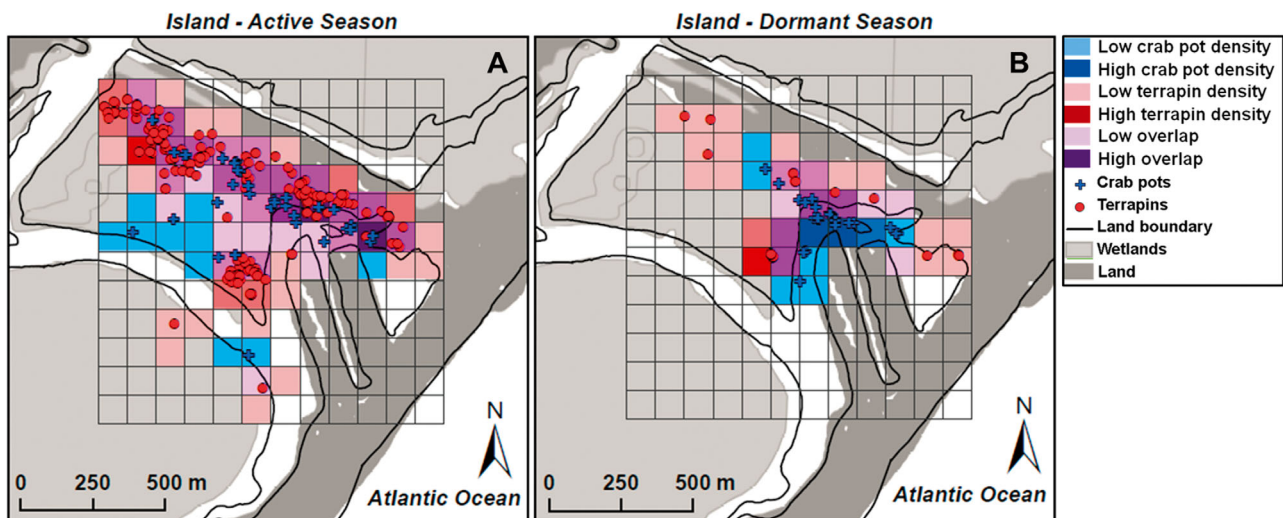 Island - Active Season
A
N
0 250 500 m
Atlantic Ocean
Island - Dormant Season
B
N
0 250 500 m
Atlantic Ocean
Low crab pot density
High crab pot density
Low terrapin density
High terrapin density
Low overlap
High overlap
Crab pots
Terrapins
Land boundary
Wetlands
Land